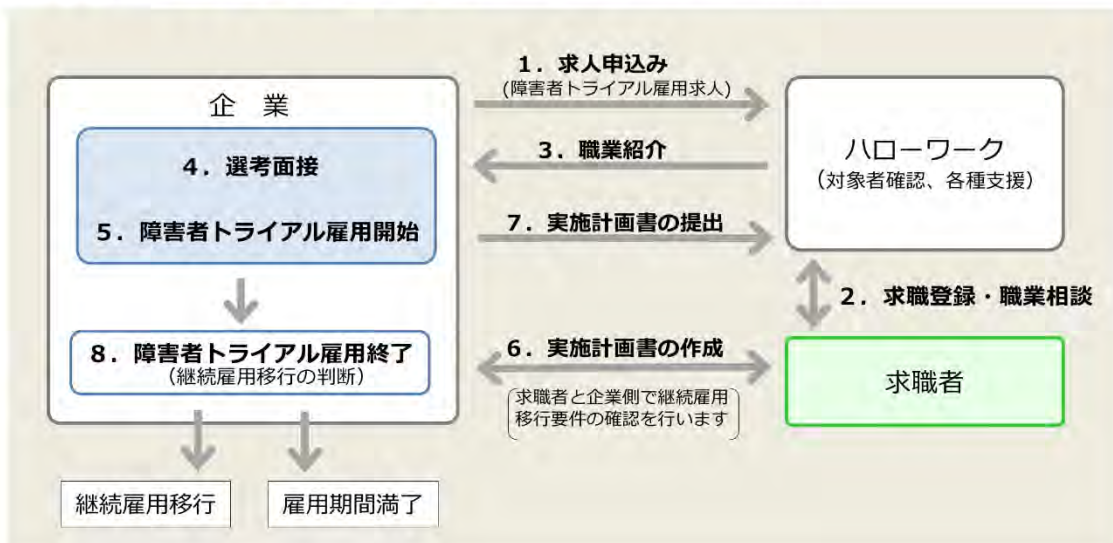 企　業
4．選考面接
5．障害者トライアル雇用開始
8．障害者トライアル雇用終了
（継続雇用移行の判断）
継続雇用移行
雇用期間満了
1．求人申込み
(障害者トライアル雇用求人)
3．職業紹介
7．実施計画書の提出
6．実施計画書の作成
求職者と企業側で継続雇用
移行要件の確認を行います
ハローワーク
（対象者確認、各種支援）
2．求職登録・職業相談
求職者